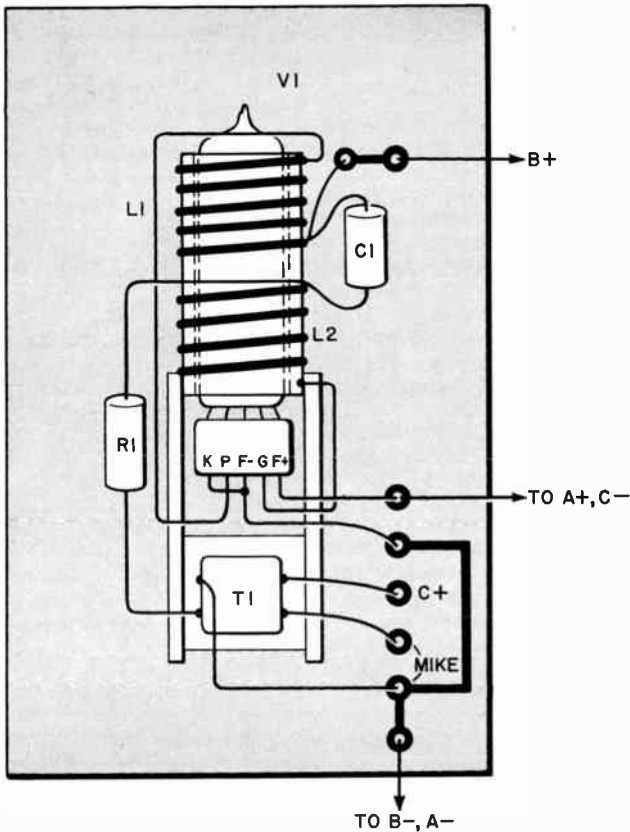 V1
B+
L1
C1
L2
R1
K P F- G F+
TO A+, C-
T1
C+
MIKE
TO B-, A-